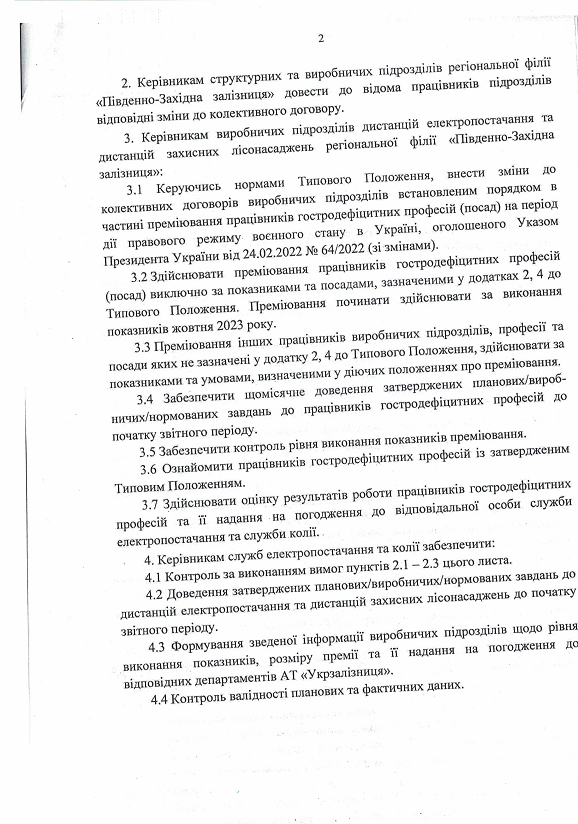 2
2. Керівникам структурних та виробничих підрозділів регіональної філії
«Південно-Західна залізниця» довести до відома працівників підрозділів
відповідні зміни до колективного договору.
3. Керівникам виробничих підрозділів дистанцій електропостачання та
дистанцій захисних лісонасаджень регіональної філії «Південно-Західна
залізниця»:
3.1 Керуючись нормами Типового Положення, внести зміни до
колективних договорів виробничих підрозділів встановленим порядком в
частині преміювання працівників гостродефіцитних професій (посад) на період
дії правового режиму воєнного стану в Україні, оголошеного Указом
Президента України від 24.02.2022 № 64/2022 (зі змінами).
3.2 Здійснювати преміювання працівників гостродефіцитних професій
(посад) виключно за показниками та посадами, зазначеними у додатках 2, 4 до
Типового Положення. Преміювання починати здійснювати за виконання
показників жовтня 2023 року.
3.3 Преміювання інших працівників виробничих підрозділів, професії та
посади яких не зазначені у додатку 2, 4 до Типового Положення, здійснювати за
показниками та умовами, визначеними у діючих положеннях про преміювання.
3.4 Забезпечити щомісячне доведення затверджених планових/вироб-
ничих/нормованих завдань до працівників гостродефіцитних професій до
початку звітного періоду.
3.5 Забезпечити контроль рівня виконання показників преміювання.
3.6 Ознайомити працівників гостродефіцитних професій із затвердженим
Типовим Положенням.
3.7 Здійснювати оцінку результатів роботи працівників гостродефіцитних
професій та її надання на погодження до відповідальної особи служби
електропостачання та служби колії.
4. Керівникам служб електропостачання та колії забезпечити:
4.1 Контроль за виконанням вимог пунктів 2.1 – 2.3 цього листа.
4.2 Доведення затверджених планових/виробничих/нормованих завдань до
дистанцій електропостачання та дистанцій захисних лісонасаджень до початку
звітного періоду.
4.3 Формування зведеної інформації виробничих підрозділів щодо рівня
виконання показників, розміру премії та її надання на погодження до
відповідних департаментів АТ «Укрзалізниця».
4.4 Контроль валідності планових та фактичних даних.